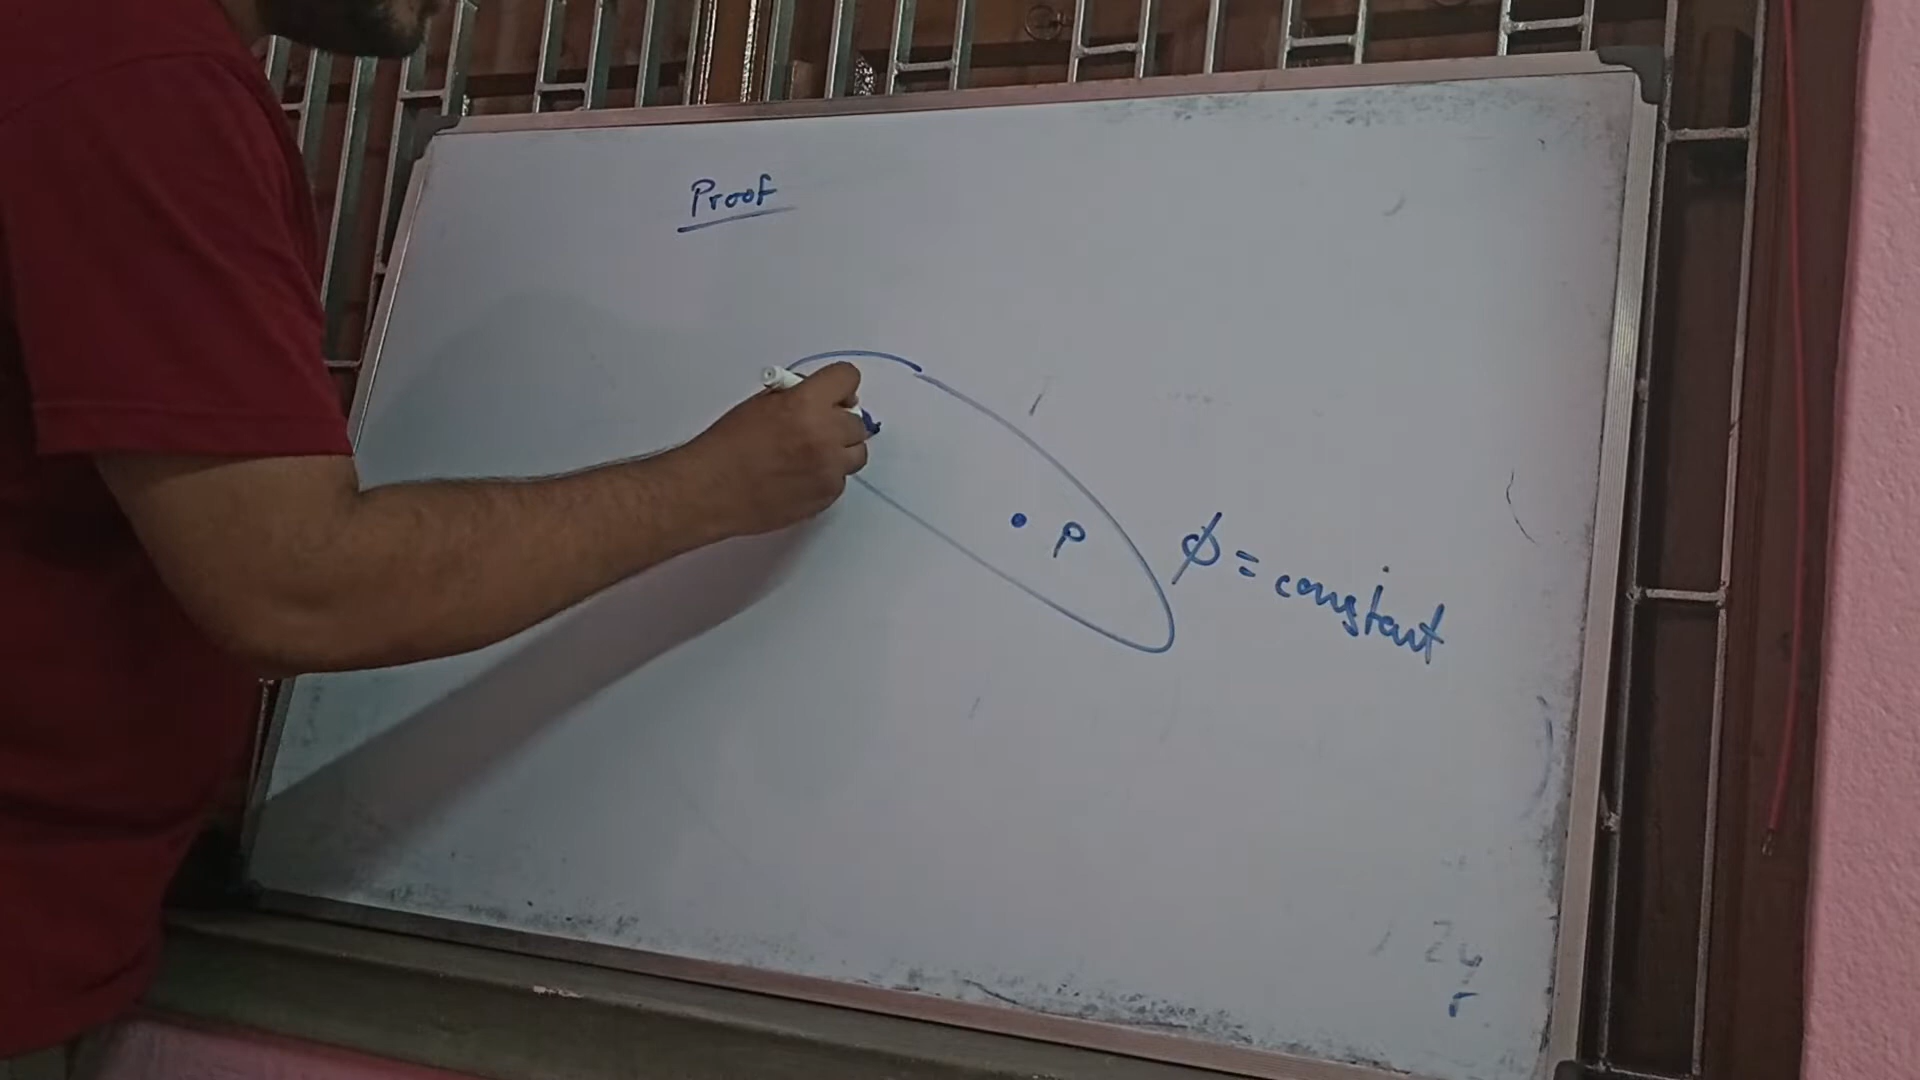 Proof
P
ϕ = constant